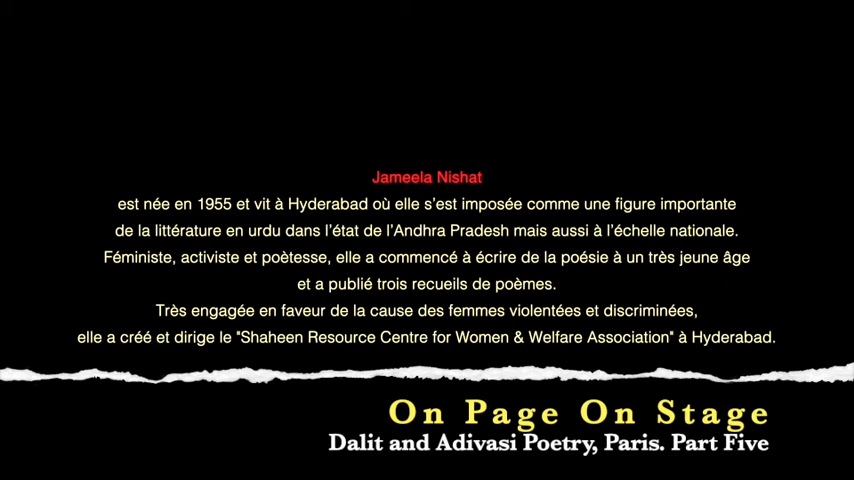 Jameela Nishat
est née en 1955 et vit à Hyderabad où elle s'est imposée comme une figure importante
de la littérature en urdu dans l'état de l'Andhra Pradesh mais aussi à l'échelle nationale.
Féministe, activiste et poètesse, elle a commencé à écrire de la poésie à un très jeune âge
et a publié trois recueils de poèmes.
Très engagée en faveur de la cause des femmes violentées et discriminées,
elle a créé et dirige le "Shaheen Resource Centre for Women & Welfare Association" à Hyderabad.
On Page On Stage
Dalit and Adivasi Poetry, Paris. Part Five